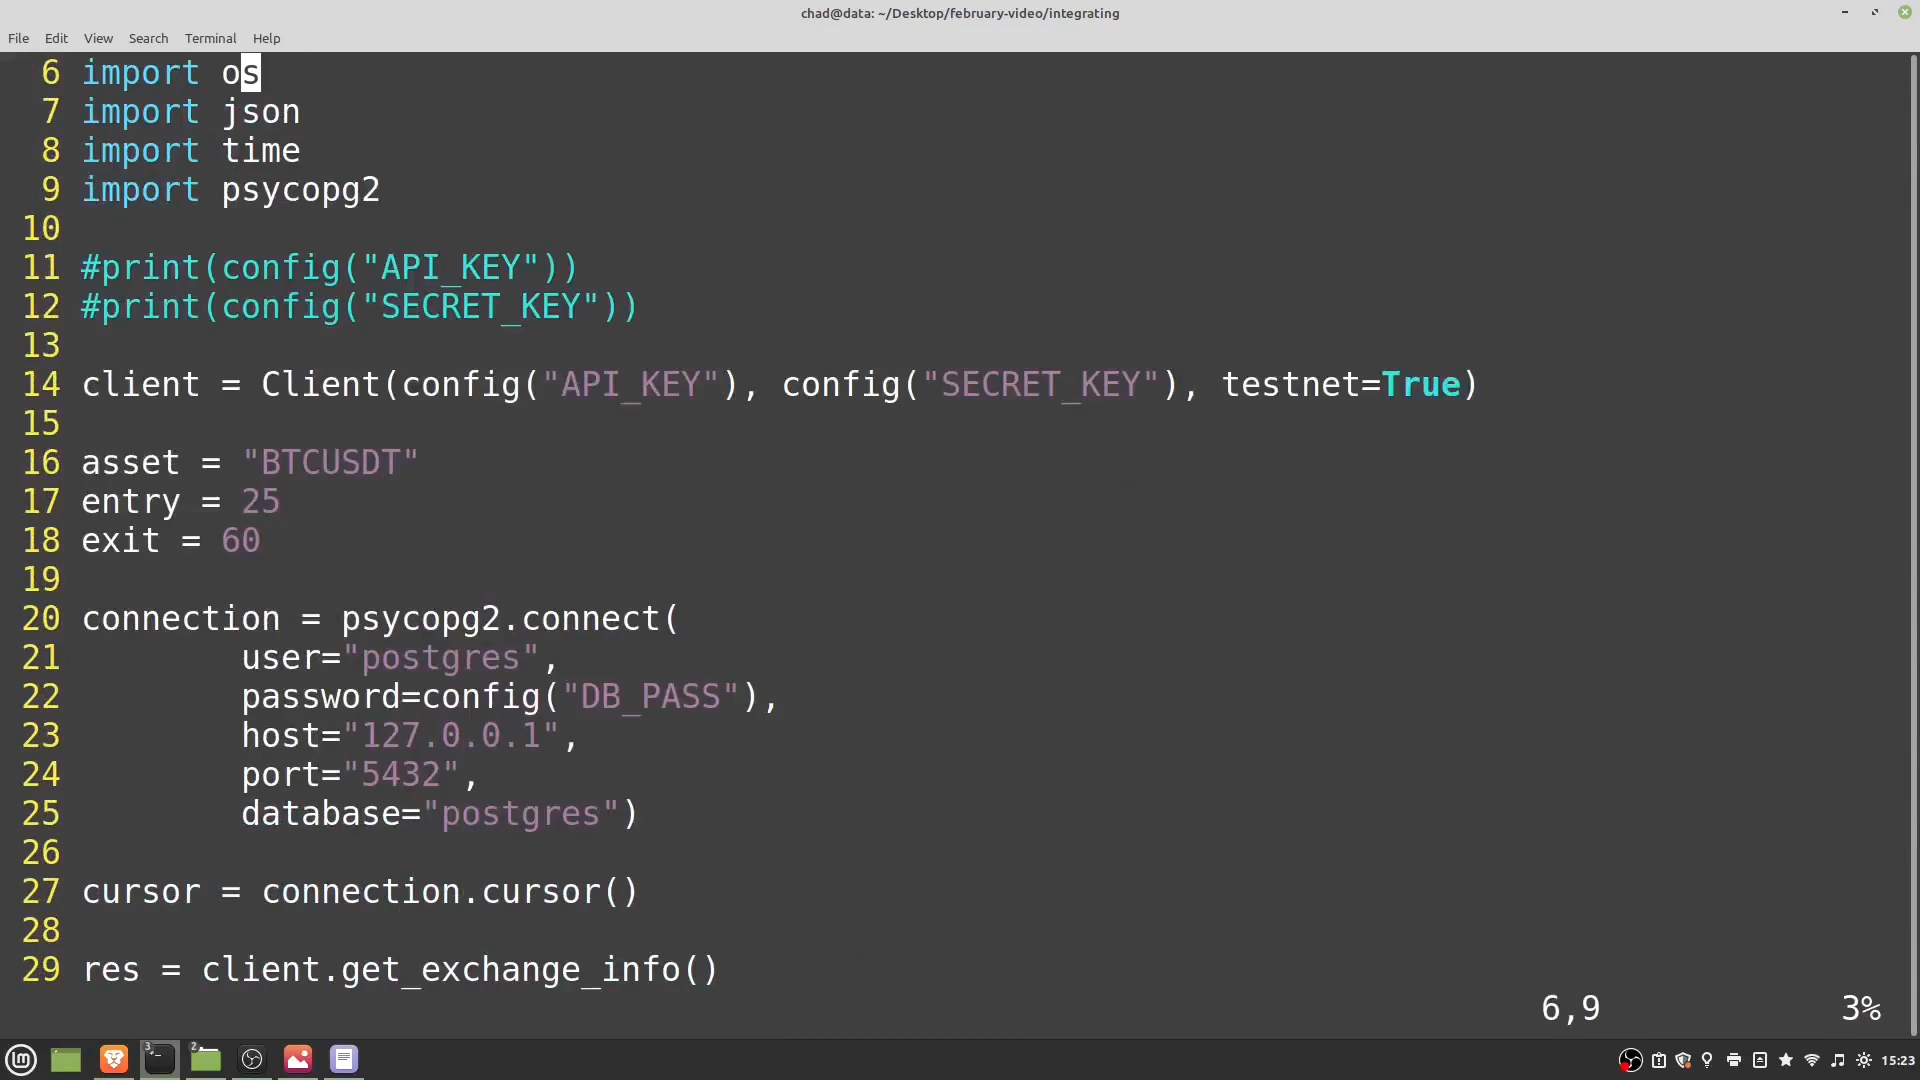 chad@data: ~/Desktop/february-video/integrating
File Edit View Search Terminal Help
6 import os
7 import json
8 import time
9 import psycopg2
10
11 #print(config("API_KEY"))
12 #print(config("SECRET_KEY"))
13
14 client = Client(config("API_KEY"), config("SECRET_KEY"), testnet=True)
15
16 asset = "BTCUSDT"
17 entry = 25
18 exit = 60
19
20 connection = psycopg2.connect(
21         user="postgres",
22         password=config("DB_PASS"),
23         host="127.0.0.1",
24         port="5432",
25         database="postgres")
26
27 cursor = connection.cursor()
28
29 res = client.get_exchange_info()
6,9 3%
3 2 15:23